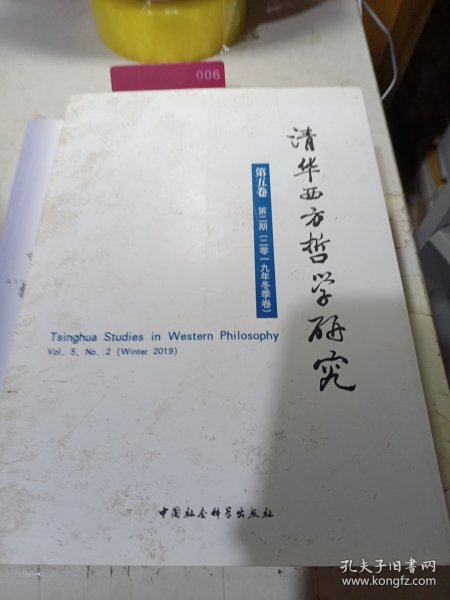 006
清华西方哲学研究
第五卷 第二期(二零一九年冬季卷)
Tsinghua Studies in Western Philosophy
Vol. 5, No. 2 (Winter 2019)
中国社会科学出版社
孔夫子旧书网
www.kongfz.com